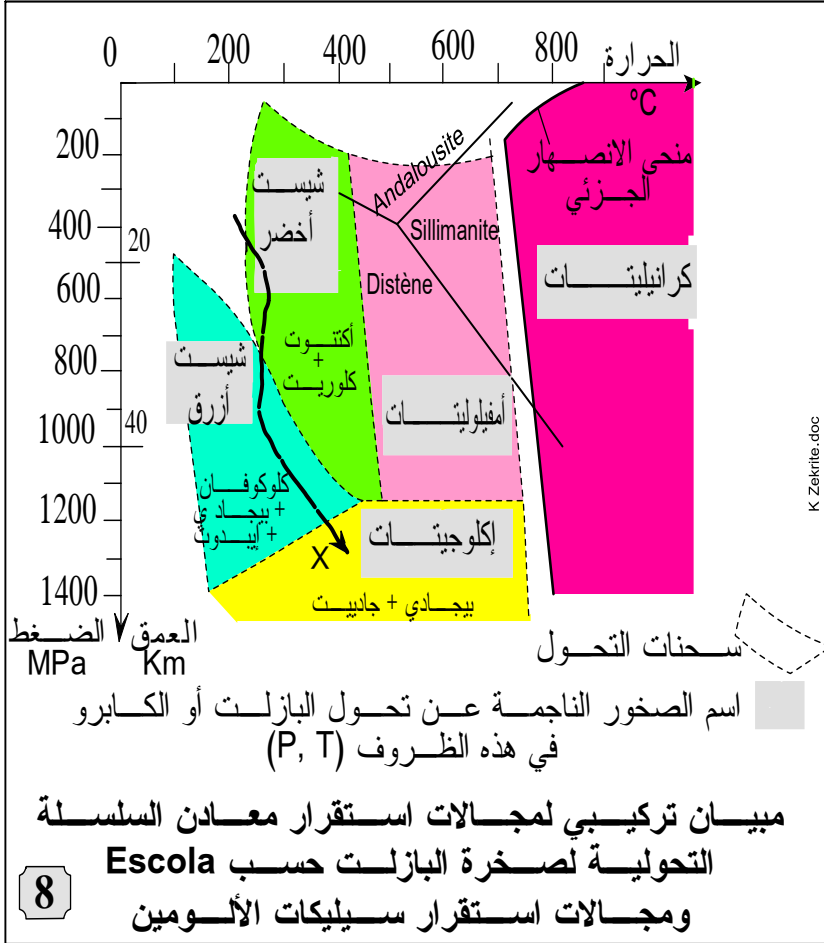 0 200 400 600 800 الحرارة
°C
200
400
600
800
1000
1200
1400
20
40
منحى الانصهار
الجزئي
Andalousite
Sillimanite
Distène
شيست
أخضر
كرانيليتات
أكتنوت
+
كلوريت
شيست
أزرق
أمفيلوليتات
كلوكوفان
+ بيجادي
+ إيبدوت
إكلوجيتات
X
بيجادي + جادييت
الضغط
MPa
العمق
Km
سحنات التحول
اسم الصخور الناجمة عن تحول البازلت أو الكابرو
في هذه الظروف (P, T)
مبيان تركيبي لمجالات استقرار معادن السلسلة
التحولية لصخرة البازلت حسب Escola
ومجالات استقرار سيليكات الألومين
8
K Zekrite.doc